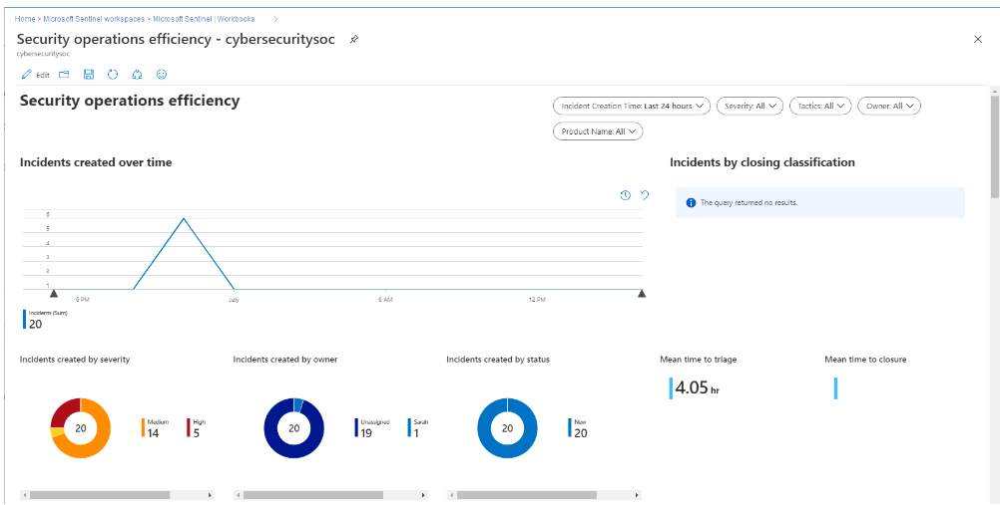 Home > Microsoft Sentinel workspaces > Microsoft Sentinel | Workbooks >
Security operations efficiency - cybersecuritysoc
cybersecuritysoc
Edit
Security operations efficiency
Incident Creation Time: Last 24 hours
Severity: All
Tactics: All
Owner: All
Product Name: All
Incidents created over time
Incidents by closing classification
The query returned no results.
6
5
4
3
2
1
6 PM
July
6 AM
12 PM
Incidents (Sum)
20
Incidents created by severity
20
Medium
14
High
5
Incidents created by owner
20
Unassigned
19
Sarah
1
Incidents created by status
20
New
20
Mean time to triage
4.05 hr
Mean time to closure